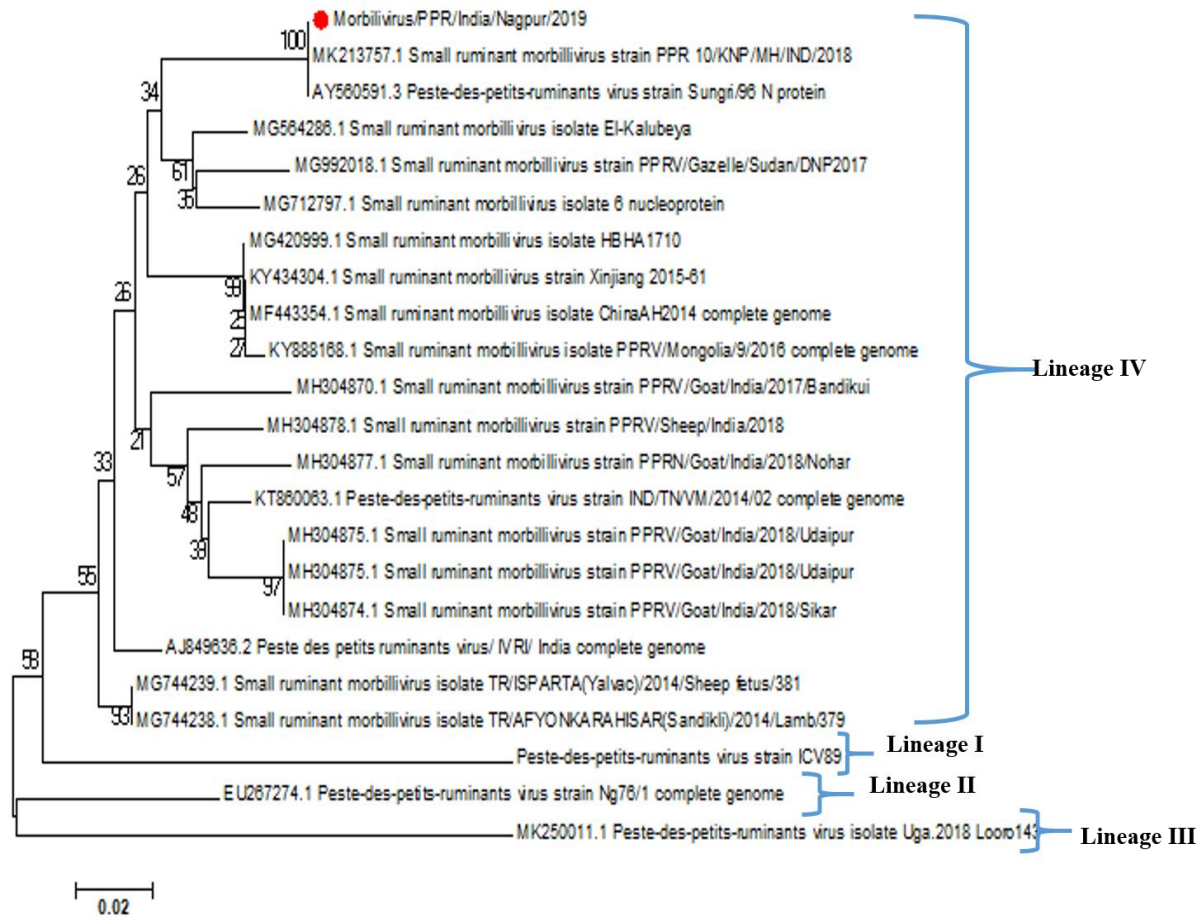 Morbilivirus/PPR/India/Nagpur/2019
100
MK213757.1 Small ruminant morbillivirus strain PPR 10/KNP/MH/IND/2018
AY560591.3 Peste-des-petits-ruminants virus strain Sungri/96 N protein
34
MG564286.1 Small ruminant morbillivirus isolate El-Kalubeya
61
MG992018.1 Small ruminant morbillivirus strain PPRV/Gazelle/Sudan/DNP2017
26
35
MG712797.1 Small ruminant morbillivirus isolate 6 nucleoprotein
MG420999.1 Small ruminant morbillivirus isolate HBHA1710
KY434304.1 Small ruminant morbillivirus strain Xinjiang 2015-61
26
MF443354.1 Small ruminant morbillivirus isolate ChinaAH2014 complete genome
27
KY888168.1 Small ruminant morbillivirus isolate PPRV/Mongolia/9/2016 complete genome
Lineage IV
MH304870.1 Small ruminant morbillivirus strain PPRV/Goat/India/2017/Bandikui
21
MH304878.1 Small ruminant morbillivirus strain PPRV/Sheep/India/2018
33
57
MH304877.1 Small ruminant morbillivirus strain PPRN/Goat/India/2018/Nohar
KT860063.1 Peste-des-petits-ruminants virus strain IND/TN/VM/2014/02 complete genome
MH304875.1 Small ruminant morbillivirus strain PPRV/Goat/India/2018/Udaipur
MH304875.1 Small ruminant morbillivirus strain PPRV/Goat/India/2018/Udaipur
55
97
MH304874.1 Small ruminant morbillivirus strain PPRV/Goat/India/2018/Sikar
AJ849636.2 Peste des petits ruminants virus/ IVRI/ India complete genome
58
MG744239.1 Small ruminant morbillivirus isolate TR/ISPARTA(Yalvac)/2014/Sheep fetus/381
93
MG744238.1 Small ruminant morbillivirus isolate TR/AFYONKARAHISAR(Sandikli)/2014/Lamb/379
Peste-des-petits-ruminants virus strain ICV89
Lineage I
EU267274.1 Peste-des-petits-ruminants virus strain Ng76/1 complete genome
Lineage II
MK250011.1 Peste-des-petits-ruminants virus isolate Uga.2018 Looro143
Lineage III
0.02